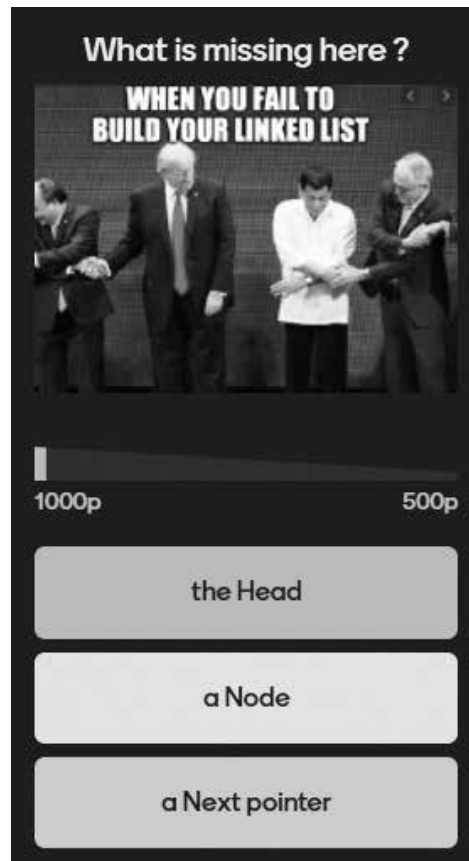 What is missing here ?
WHEN YOU FAIL TO
BUILD YOUR LINKED LIST
1000p
500p
the Head
a Node
a Next pointer